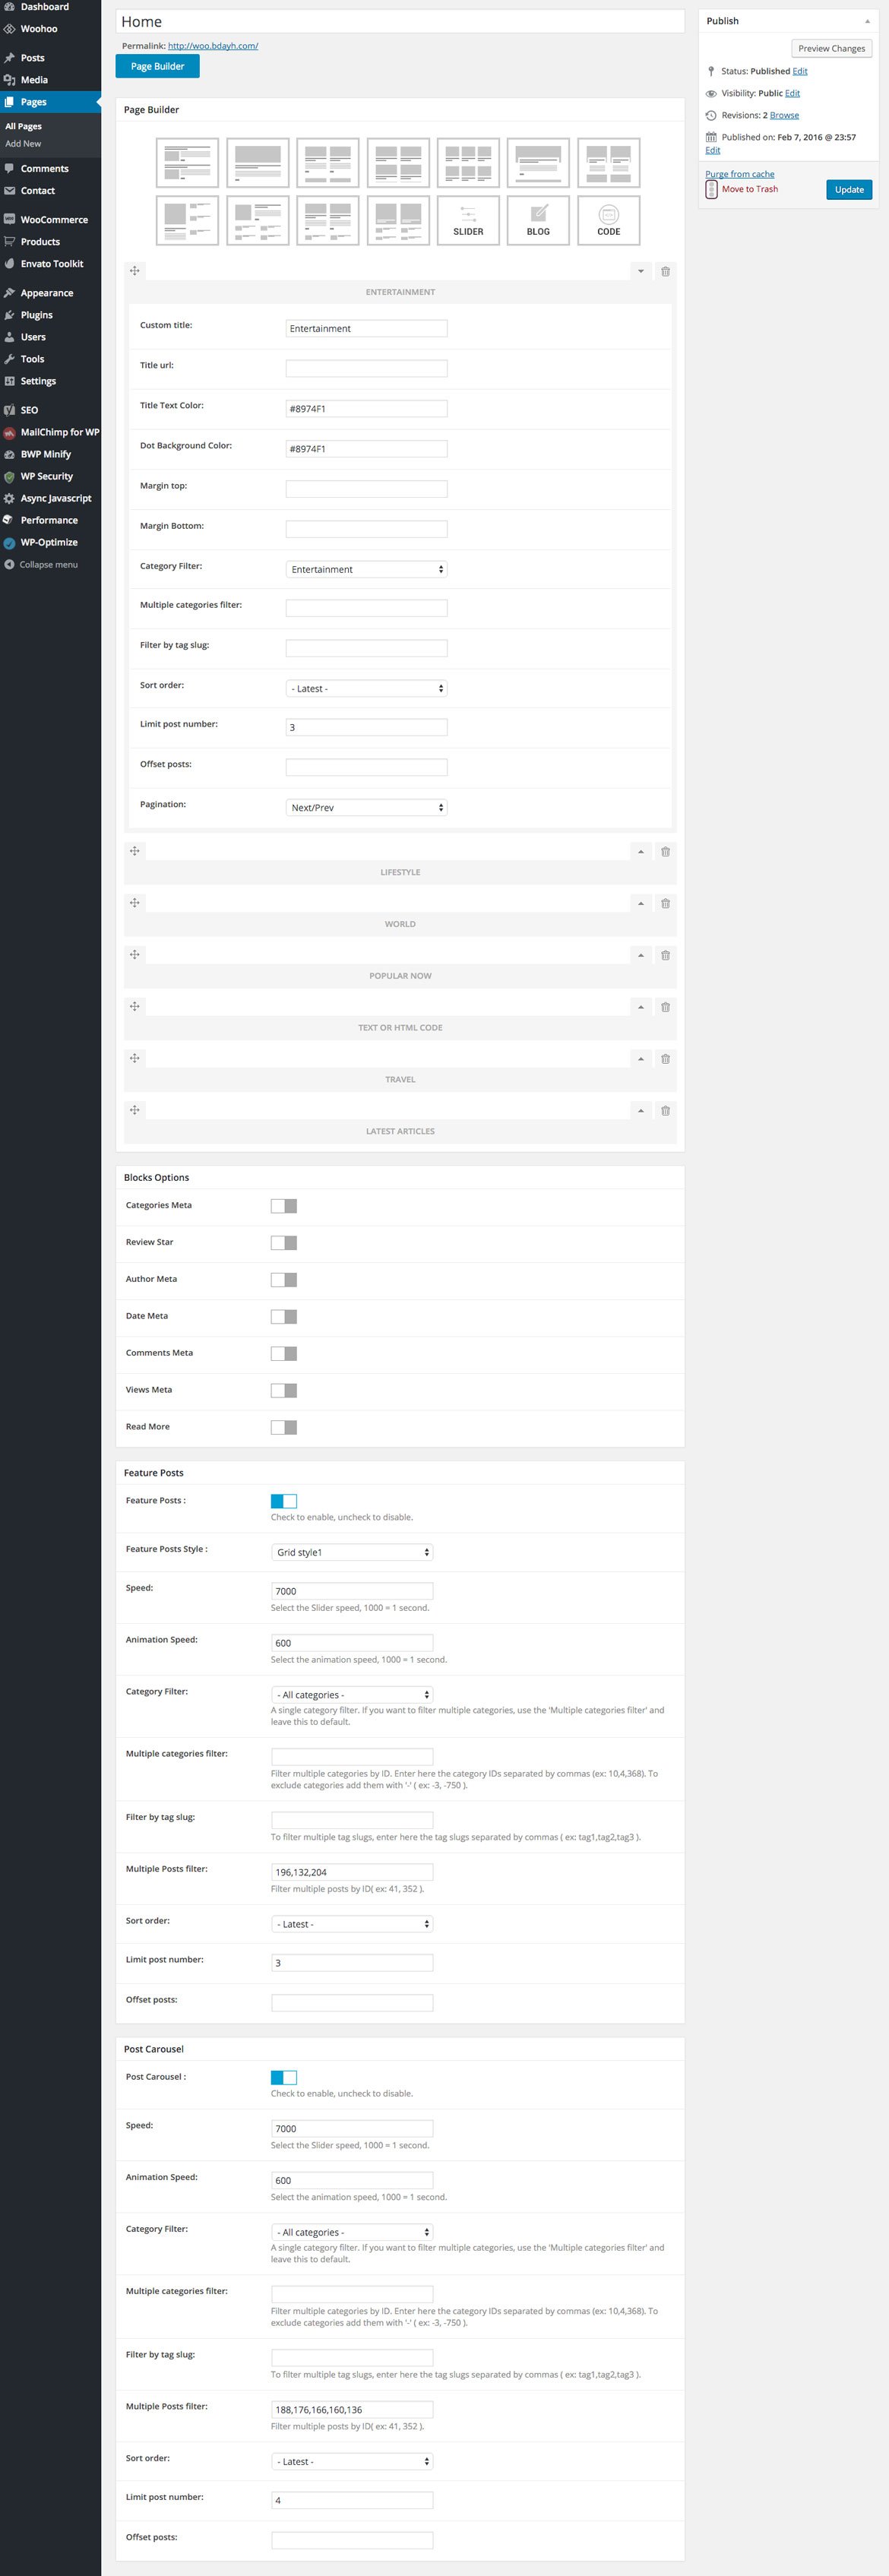 Dashboard
Woohoo
Posts
Media
Pages
All Pages
Add New
Comments
Contact
WooCommerce
Products
Envato Toolkit
Appearance
Plugins
Users
Tools
Settings
SEO
MailChimp for WP
BWP Minify
WP Security
Async Javascript
Performance
WP-Optimize
Collapse menu
Home
Permalink: http://woo.bdayh.com/
Page Builder
Page Builder
SLIDER
BLOG
CODE
ENTERTAINMENT
Custom title: Entertainment
Title url:
Title Text Color: #8974F1
Dot Background Color: #8974F1
Margin top:
Margin Bottom:
Category Filter: Entertainment
Multiple categories filter:
Filter by tag slug:
Sort order: - Latest -
Limit post number: 3
Offset posts:
Pagination: Next/Prev
LIFESTYLE
WORLD
POPULAR NOW
TEXT OR HTML CODE
TRAVEL
LATEST ARTICLES
Blocks Options
Categories Meta
Review Star
Author Meta
Date Meta
Comments Meta
Views Meta
Read More
Feature Posts
Feature Posts :
Check to enable, uncheck to disable.
Feature Posts Style : Grid style1
Speed: 7000
Select the Slider speed, 1000 = 1 second.
Animation Speed: 600
Select the animation speed, 1000 = 1 second.
Category Filter: - All categories -
A single category filter. If you want to filter multiple categories, use the 'Multiple categories filter' and
leave this to default.
Multiple categories filter:
Filter multiple categories by ID. Enter here the category IDs separated by commas (ex: 10,4,368). To
exclude categories add them with '-' ( ex: -3, -750 ).
Filter by tag slug:
To filter multiple tag slugs, enter here the tag slugs separated by commas ( ex: tag1,tag2,tag3 ).
Multiple Posts filter: 196,132,204
Filter multiple posts by ID( ex: 41, 352 ).
Sort order: - Latest -
Limit post number: 3
Offset posts:
Post Carousel
Post Carousel :
Check to enable, uncheck to disable.
Speed: 7000
Select the Slider speed, 1000 = 1 second.
Animation Speed: 600
Select the animation speed, 1000 = 1 second.
Category Filter: - All categories -
A single category filter. If you want to filter multiple categories, use the 'Multiple categories filter' and
leave this to default.
Multiple categories filter:
Filter multiple categories by ID. Enter here the category IDs separated by commas (ex: 10,4,368). To
exclude categories add them with '-' ( ex: -3, -750 ).
Filter by tag slug:
To filter multiple tag slugs, enter here the tag slugs separated by commas ( ex: tag1,tag2,tag3 ).
Multiple Posts filter: 188,176,166,160,136
Filter multiple posts by ID( ex: 41, 352 ).
Sort order: - Latest -
Limit post number: 4
Offset posts:
Publish
Preview Changes
Status: Published Edit
Visibility: Public Edit
Revisions: 2 Browse
Published on: Feb 7, 2016 @ 23:57
Edit
Purge from cache
Move to Trash
Update